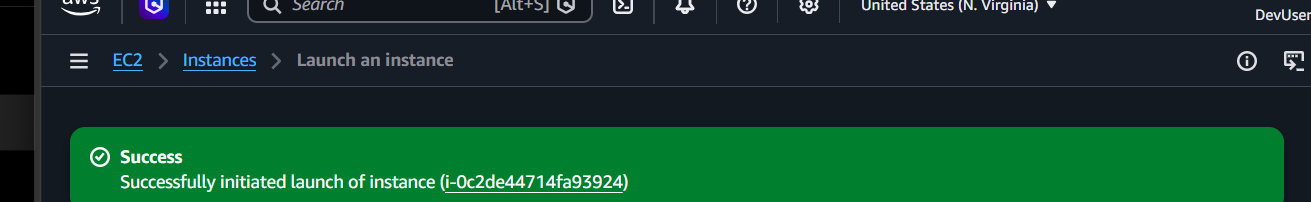 aws
Search [Alt+S] United States (N. Virginia) ▼
DevUser
EC2 > Instances > Launch an instance
Success
Successfully initiated launch of instance (i-0c2de44714fa93924)